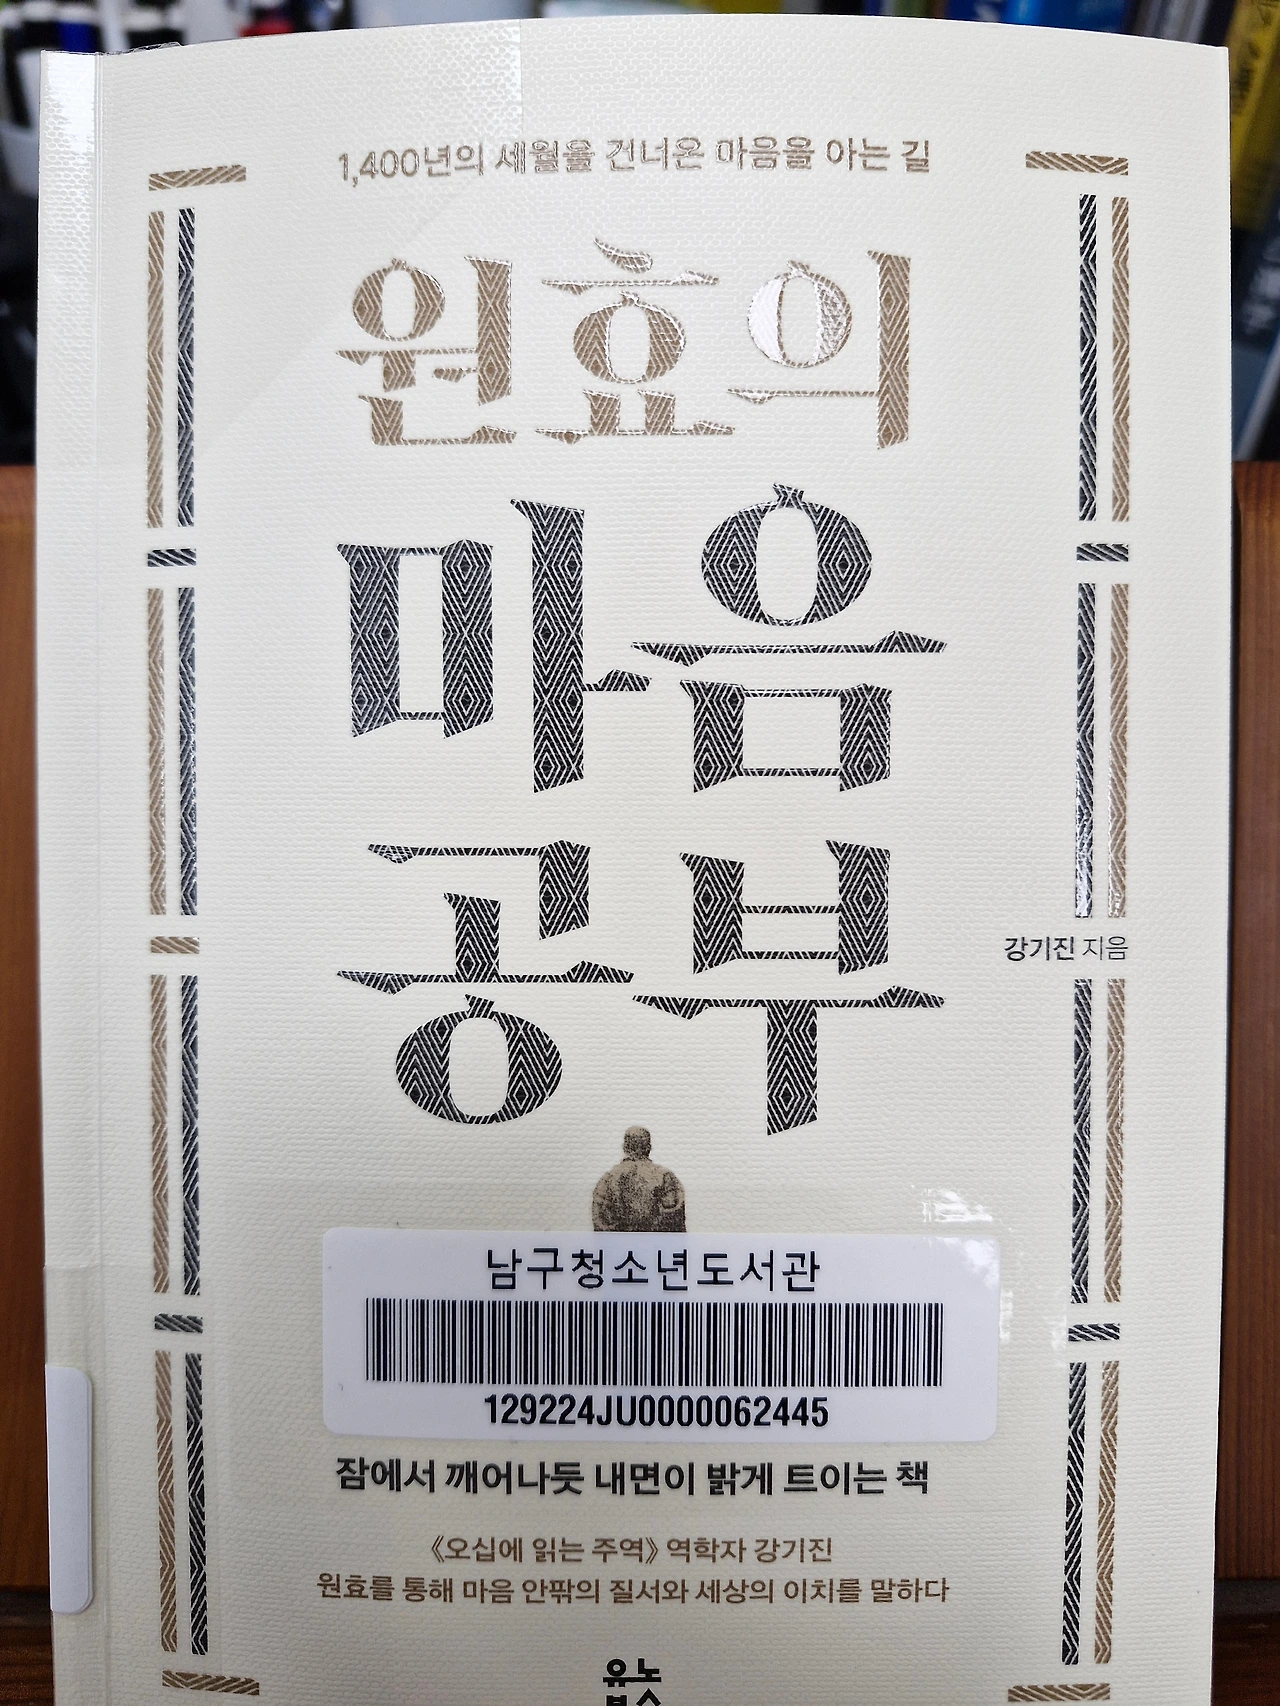 1,400년의 세월을 건너온 마음을 아는 길
원효의
마음
공부
강기진 지음
남구청소년도서관
129224JU0000062445
잠에서 깨어나듯 내면이 밝게 트이는 책
《오십에 읽는 주역》 역학자 강기진
원효를 통해 마음 안팎의 질서와 세상의 이치를 말하다
유노